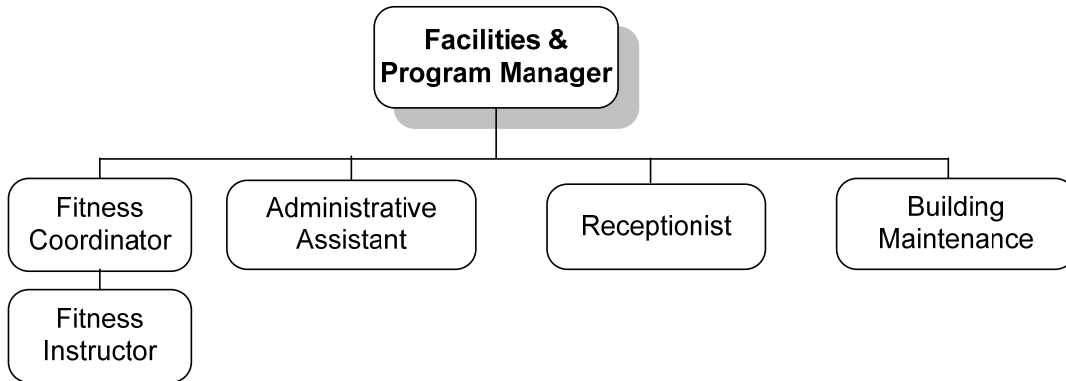 Facilities &
Program Manager
Fitness
Coordinator
Administrative
Assistant
Receptionist
Building
Maintenance
Fitness
Instructor